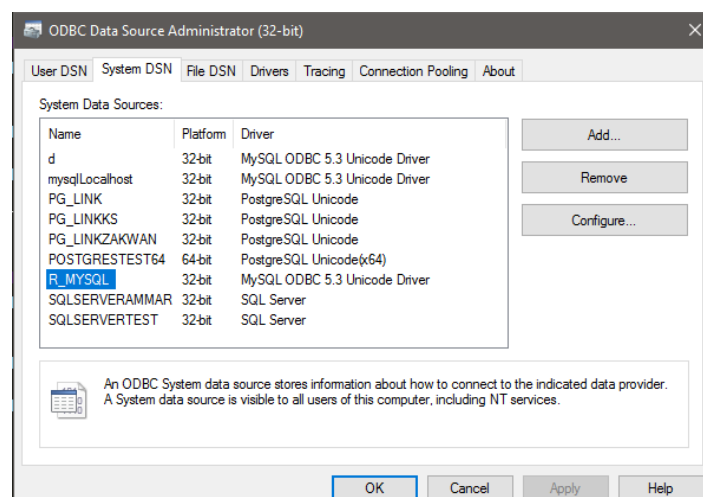 ODBC Data Source Administrator (32-bit)
User DSN System DSN File DSN Drivers Tracing Connection Pooling About
System Data Sources:
Name Platform Driver
d 32-bit MySQL ODBC 5.3 Unicode Driver
mysqlLocalhost 32-bit MySQL ODBC 5.3 Unicode Driver
PG_LINK 32-bit PostgreSQL Unicode
PG_LINKKS 32-bit PostgreSQL Unicode
PG_LINKZAKWAN 32-bit PostgreSQL Unicode
POSTGRESTEST64 64-bit PostgreSQL Unicode(x64)
R_MYSQL 32-bit MySQL ODBC 5.3 Unicode Driver
SQLSERVERAMMAR 32-bit SQL Server
SQLSERVERTEST 32-bit SQL Server
Add...
Remove
Configure...
An ODBC System data source stores information about how to connect to the indicated data provider.
A System data source is visible to all users of this computer, including NT services.
OK Cancel Apply Help